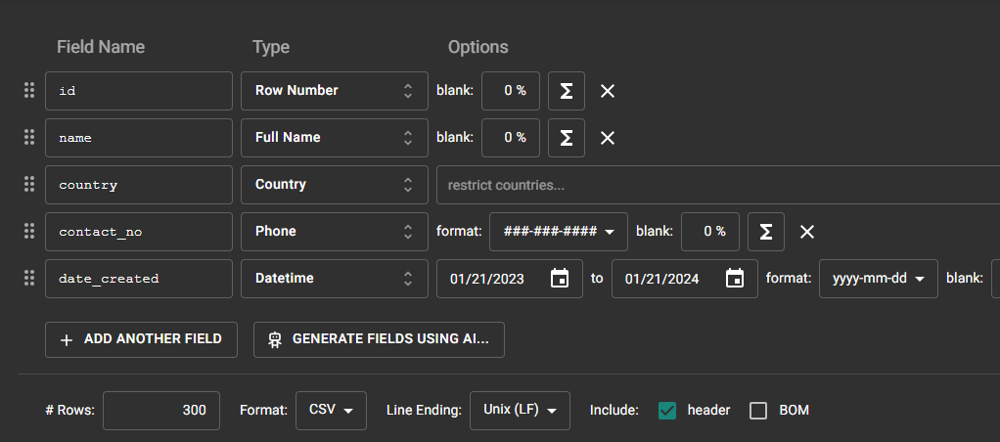 Field Name Type Options
id Row Number blank: 0 % Σ
name Full Name blank: 0 % Σ
country Country restrict countries...
contact_no Phone format: ###-###-#### blank: 0 % Σ
date_created Datetime 01/21/2023 to 01/21/2024 format: yyyy-mm-dd blank:
+ ADD ANOTHER FIELD GENERATE FIELDS USING AI...
# Rows: 300 Format: CSV Line Ending: Unix (LF) Include: header BOM